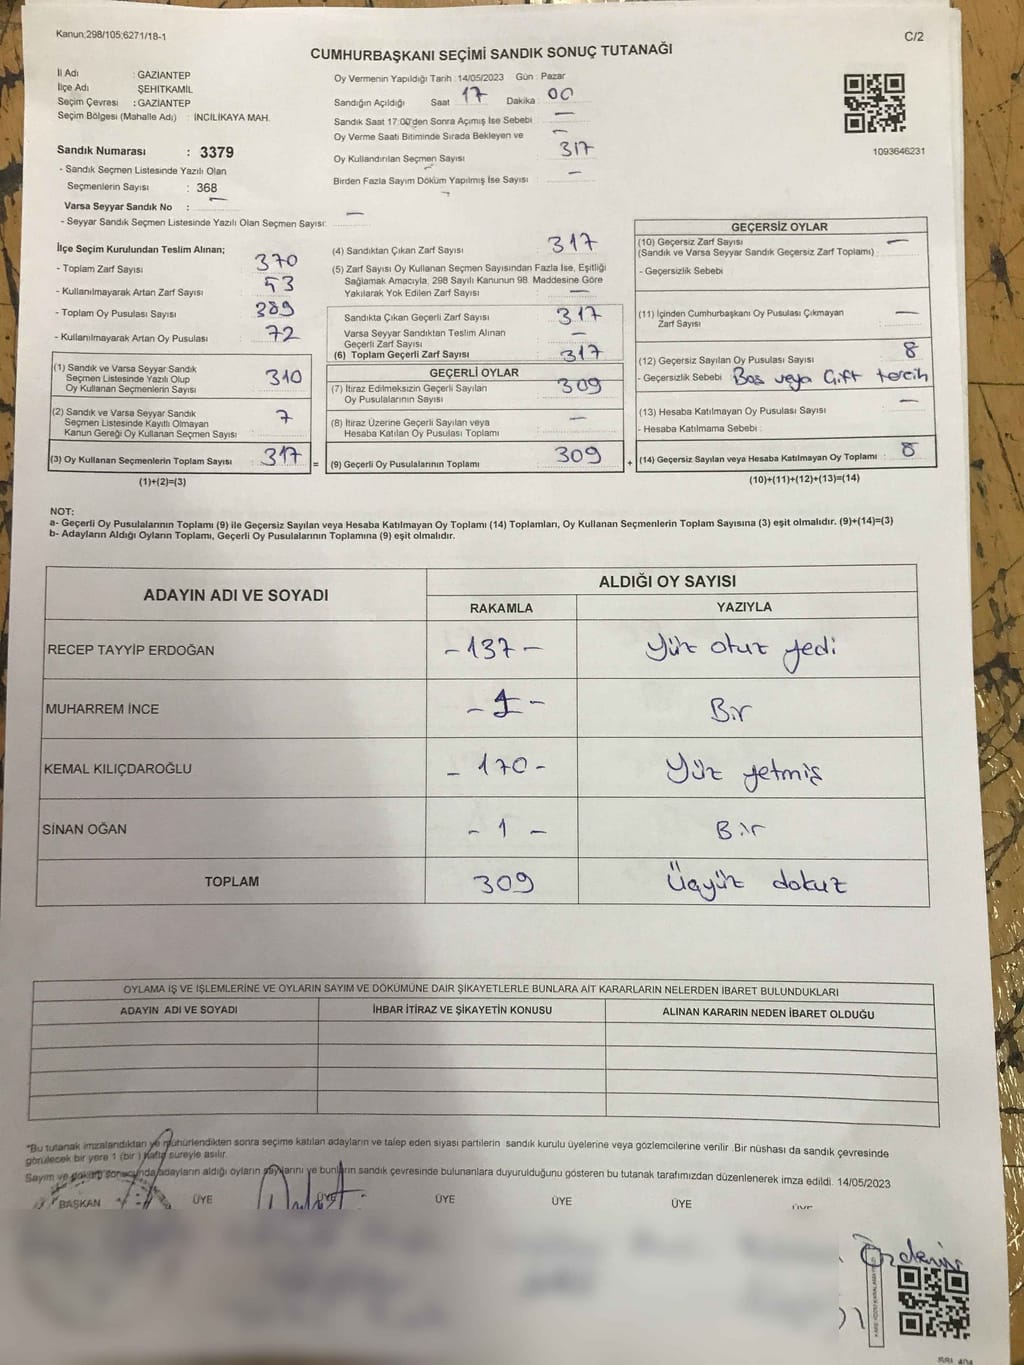 Kanun;298/105;6271/18-1
C/2
CUMHURBAŞKANI SEÇİMİ SANDIK SONUÇ TUTANAĞI
İl Adı : GAZİANTEP
İlçe Adı ŞEHİTKAMİL
Seçim Çevresi : GAZİANTEP
Seçim Bölgesi (Mahalle Adı) : İNCİLİKAYA MAH.
Sandık Numarası : 3379
- Sandık Seçmen Listesinde Yazılı Olan
Seçmenlerin Sayısı : 368
Varsa Seyyar Sandık No : —
- Seyyar Sandık Seçmen Listesinde Yazılı Olan Seçmen Sayısı: —
Oy Vermenin Yapıldığı Tarih : 14/05/2023 Gün : Pazar
Sandığın Açıldığı Saat 17 Dakika : 00
Sandık Saat 17:00'den Sonra Açımış İse Sebebi : —
Oy Verme Saati Bitiminde Sırada Bekleyen ve —
Oy Kullandırılan Seçmen Sayısı : 317
Birden Fazla Sayım Döküm Yapılmış İse Sayısı : —
1093646231
İlçe Seçim Kurulundan Teslim Alınan;
- Toplam Zarf Sayısı : 370
- Kullanılmayarak Artan Zarf Sayısı : 53
- Toplam Oy Pusulası Sayısı : 389
- Kullanılmayarak Artan Oy Pusulası : 72
(1) Sandık ve Varsa Seyyar Sandık
Seçmen Listesinde Yazılı Olup
Oy Kullanan Seçmenlerin Sayısı : 310
(2) Sandık ve Varsa Seyyar Sandık
Seçmen Listesinde Kayıtlı Olmayan
Kanun Gereği Oy Kullanan Seçmen Sayısı : 7
(3) Oy Kullanan Seçmenlerin Toplam Sayısı : 317
(1)+(2)=(3)
(4) Sandıktan Çıkan Zarf Sayısı : 317
(5) Zarf Sayısı Oy Kullanan Seçmen Sayısından Fazla İse, Eşitliği
Sağlamak Amacıyla, 298 Sayılı Kanunun 98. Maddesine Göre
Yakılarak Yok Edilen Zarf Sayısı : —
Sandıkta Çıkan Geçerli Zarf Sayısı : 317
Varsa Seyyar Sandıktan Teslim Alınan
Geçerli Zarf Sayısı : —
(6) Toplam Geçerli Zarf Sayısı : 317
GEÇERLİ OYLAR
(7) İtiraz Edilmeksizin Geçerli Sayılan
Oy Pusulalarının Sayısı : 309
(8) İtiraz Üzerine Geçerli Sayılan veya
Hesaba Katılan Oy Pusulası Toplamı : —
= (9) Geçerli Oy Pusulalarının Toplamı : 309
GEÇERSİZ OYLAR
(10) Geçersiz Zarf Sayısı : —
(Sandık ve Varsa Seyyar Sandık Geçersiz Zarf Toplamı)
- Geçersizlik Sebebi
(11) İçinden Cumhurbaşkanı Oy Pusulası Çıkmayan
Zarf Sayısı : —
(12) Geçersiz Sayılan Oy Pusulası Sayısı : 8
- Geçersizlik Sebebi : Boş veya Çift tercih
(13) Hesaba Katılmayan Oy Pusulası Sayısı : —
- Hesaba Katılmama Sebebi :
+ (14) Geçersiz Sayılan veya Hesaba Katılmayan Oy Toplamı : 8
(10)+(11)+(12)+(13)=(14)
NOT:
a- Geçerli Oy Pusulalarının Toplamı (9) ile Geçersiz Sayılan veya Hesaba Katılmayan Oy Toplamı (14) Toplamları, Oy Kullanan Seçmenlerin Toplam Sayısına (3) eşit olmalıdır. (9)+(14)=(3)
b- Adayların Aldığı Oyların Toplamı, Geçerli Oy Pusulalarının Toplamına (9) eşit olmalıdır.
ADAYIN ADI VE SOYADI
ALDIĞI OY SAYISI
RAKAMLA YAZIYLA
RECEP TAYYİP ERDOĞAN - 137 - Yüz otuz yedi
MUHARREM İNCE - 1 - Bir
KEMAL KILIÇDAROĞLU - 170 - Yüz yetmiş
SİNAN OĞAN - 1 - Bir
TOPLAM 309 Üçyüz dokuz
OYLAMA İŞ VE İŞLEMLERİNE VE OYLARIN SAYIM VE DÖKÜMÜNE DAİR ŞİKAYETLERLE BUNLARA AİT KARARLARIN NELERDEN İBARET BULUNDUKLARI
ADAYIN ADI VE SOYADI İHBAR İTİRAZ VE ŞİKAYETİN KONUSU ALINAN KARARIN NEDEN İBARET OLDUĞU
*Bu tutanak imzalandıktan ve mühürlendikten sonra seçime katılan adayların ve talep eden siyasi partilerin sandık kurulu üyelerine veya gözlemcilerine verilir .Bir nüshası da sandık çevresinde
görülecek bir yere 1 (bir ) hafta süreyle asılır.
Sayım ve döküm sonucunda adayların aldığı oyların sayılarını ve bunların sandık çevresinde bulunanlara duyurulduğunu gösteren bu tutanak tarafımızdan düzenlenerek imza edildi. 14/05/2023
BAŞKAN ÜYE ÜYE ÜYE ÜYE ÜYE